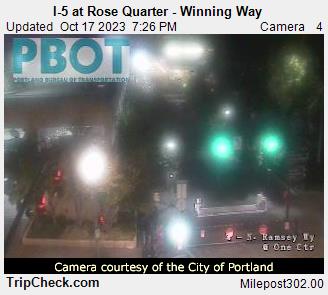 I-5 at Rose Quarter - Winning Way
Updated Oct 17 2023 7:26 PM Camera 4
PBOT
PORTLAND BUREAU OF TRANSPORTATION
N. Ramsey Wy
W One Ctr
Camera courtesy of the City of Portland
TripCheck.com Milepost302.00